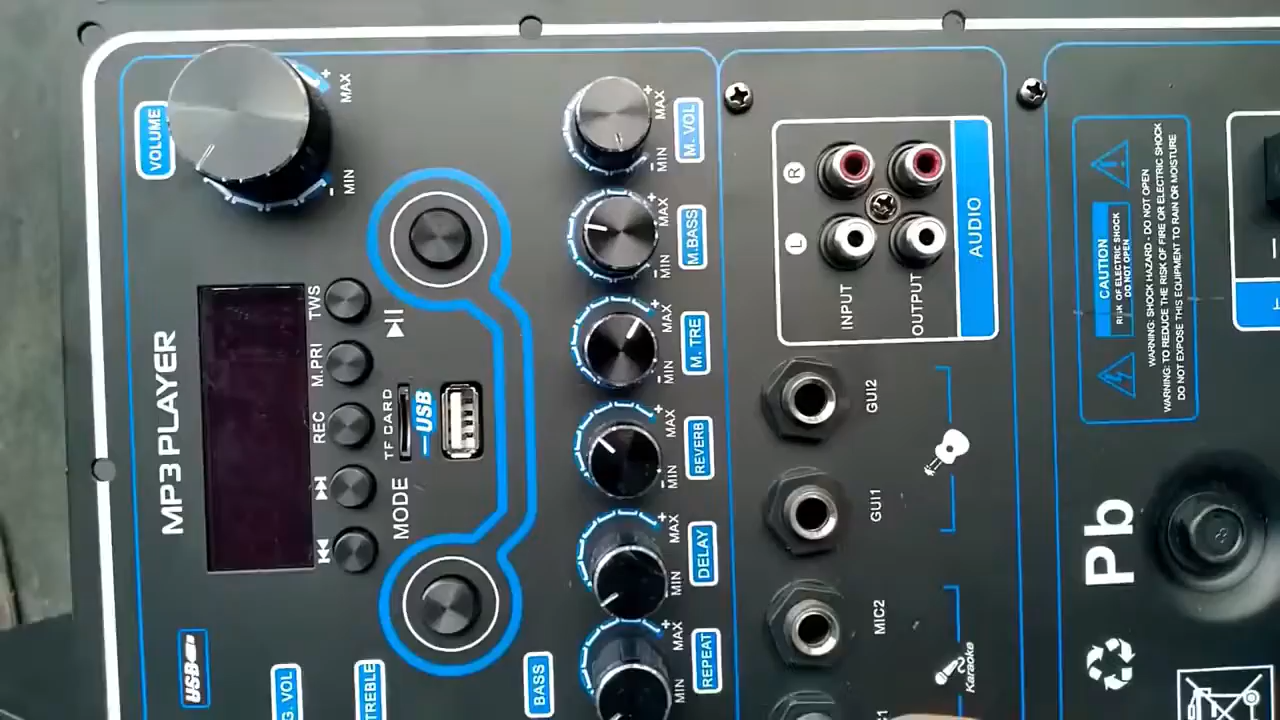 VOLUME
+
MAX
MIN
+
MAX
MIN
M. VOL
+
MAX
MIN
M.BASS
+
MAX
MIN
M. TRE
+
MAX
MIN
REVERB
+
MAX
MIN
DELAY
+
MAX
MIN
REPEAT
MP3 PLAYER
TWS
M.PRI
REC
MODE
TF CARD
USB
USB
G. VOL
TREBLE
BASS
R
L
INPUT
OUTPUT
AUDIO
GUI2
GUI1
MIC2
Karaoke
CAUTION
RISK OF ELECTRIC SHOCK
DO NOT OPEN
WARNING: SHOCK HAZARD - DO NOT OPEN
WARNING: TO REDUCE THE RISK OF FIRE OR ELECTRIC SHOCK
DO NOT EXPOSE THIS EQUIPMENT TO RAIN OR MOISTURE
Pb